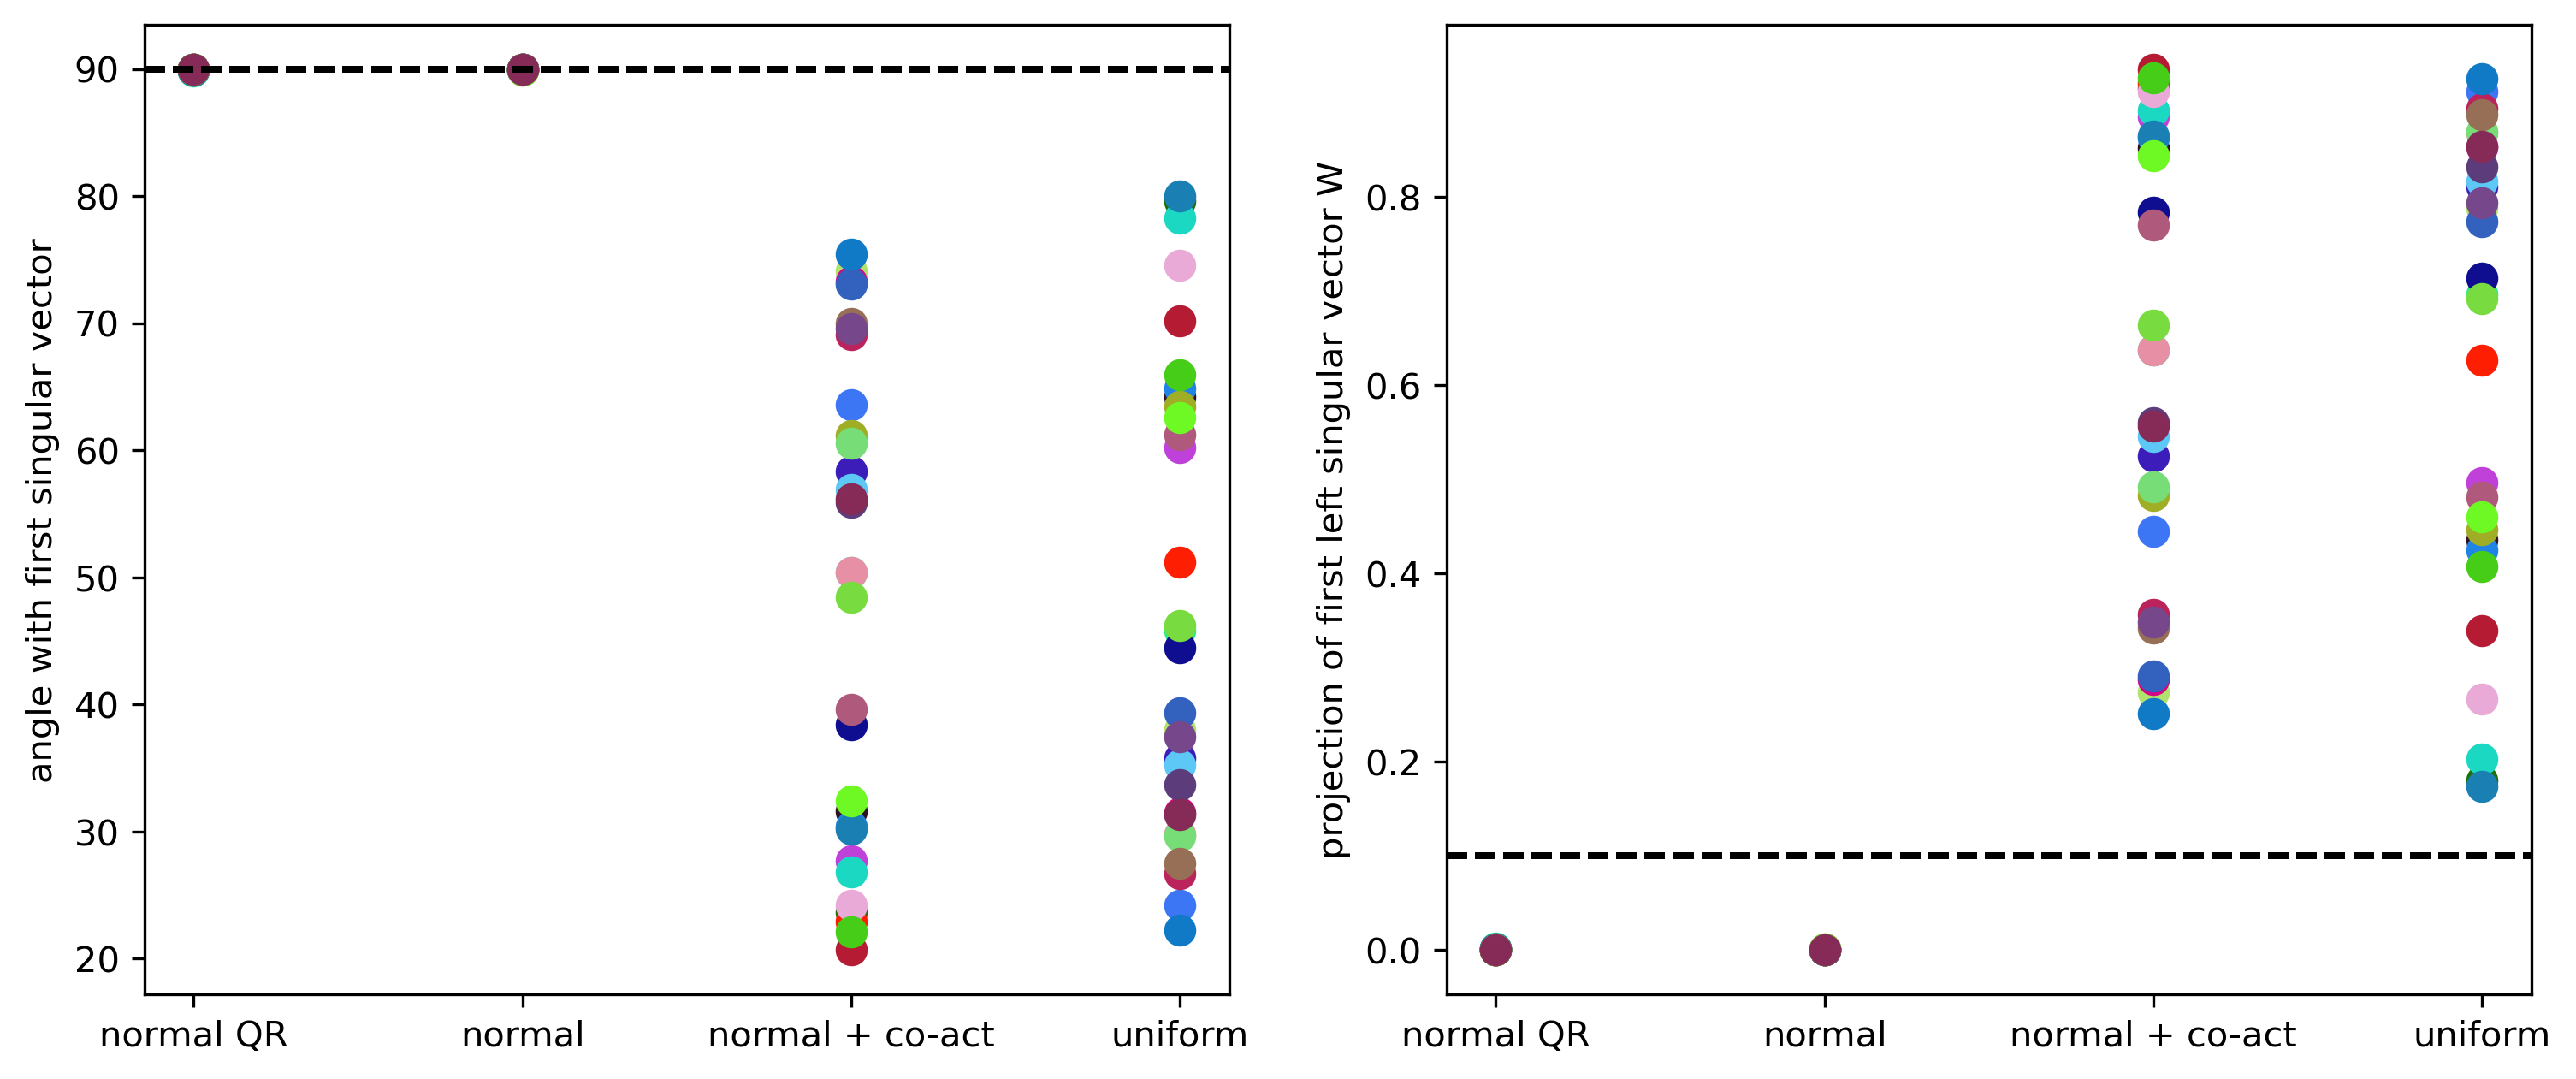 angle with first singular vector
90
80
70
60
50
40
30
20
normal QR
normal
normal + co-act
uniform
projection of first left singular vector W
0.8
0.6
0.4
0.2
0.0
normal QR
normal
normal + co-act
uniform